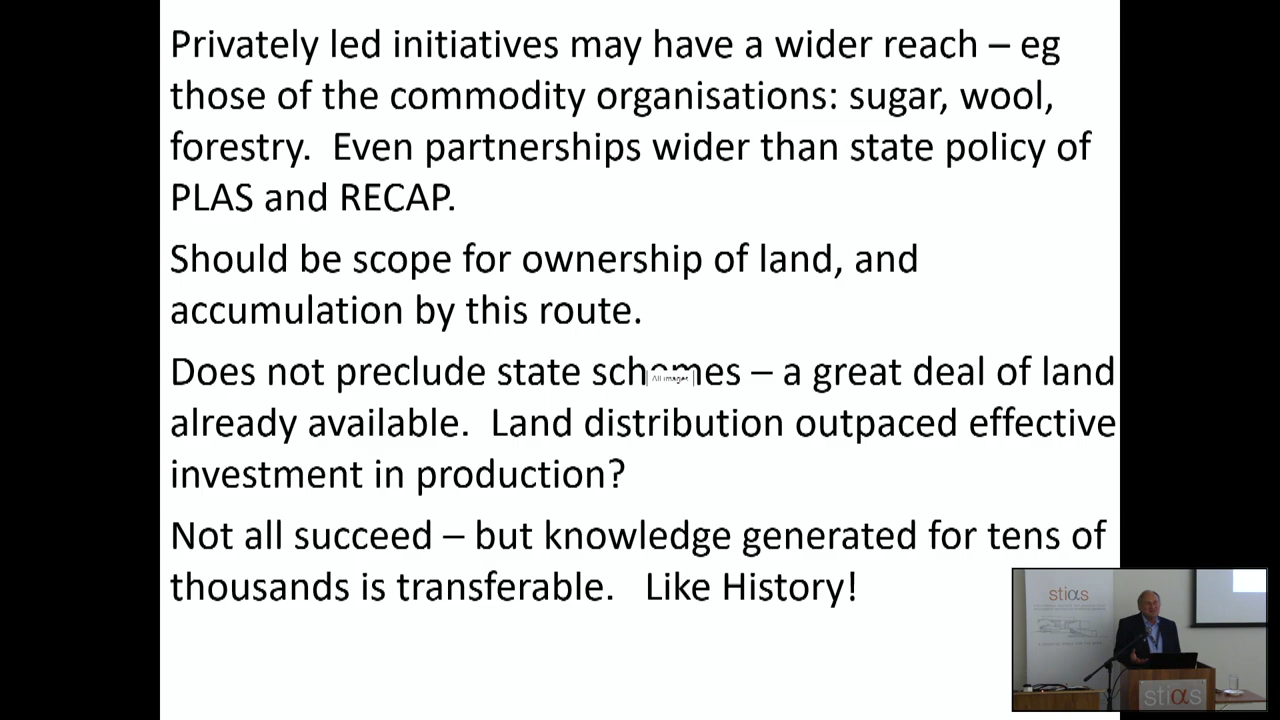 Privately led initiatives may have a wider reach – eg
those of the commodity organisations: sugar, wool,
forestry.  Even partnerships wider than state policy of
PLAS and RECAP.
Should be scope for ownership of land, and
accumulation by this route.
Does not preclude state schemes – a great deal of land
All images
already available.  Land distribution outpaced effective
investment in production?
Not all succeed – but knowledge generated for tens of
thousands is transferable.   Like History!
stias
stias